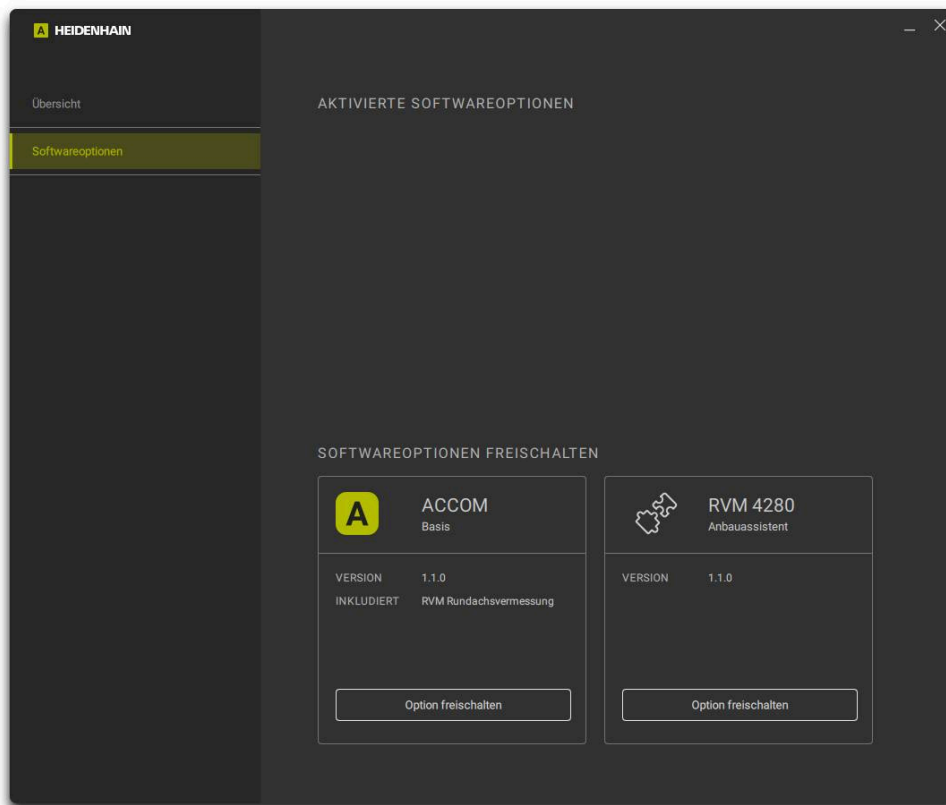 A HEIDENHAIN
Übersicht
Softwareoptionen
AKTIVIERTE SOFTWAREOPTIONEN
SOFTWAREOPTIONEN FREISCHALTEN
A ACCOM
Basis
VERSION 1.1.0
INKLUDIERT RVM Rundachsvermessung
Option freischalten
RVM 4280
Anbauassistent
VERSION 1.1.0
Option freischalten